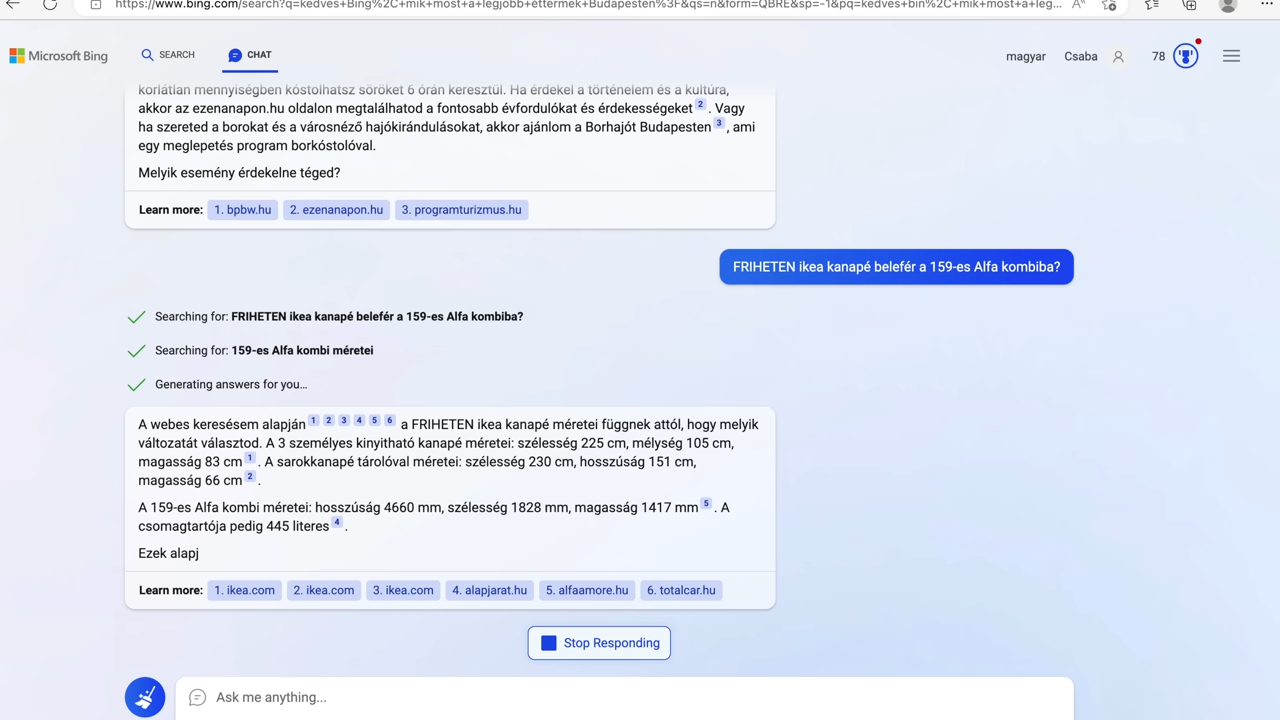 https://www.bing.com/search?q=kedves+Bing%2C+mik+most+a+legjobb+ettermek+Budapesten%3F&qs=n&form=QBRE&sp=-1&pq=kedves+bin%2C+mik+most+a+leg...
Microsoft Bing
SEARCH
CHAT
magyar
Csaba
78
korlátlan mennyiségben kóstolhatsz söröket 6 órán keresztül. Ha érdekel a történelem és a kultúra,
akkor az ezenanapon.hu oldalon megtalálhatod a fontosabb évfordulókat és érdekességeket 2 . Vagy
ha szereted a borokat és a városnéző hajókirándulásokat, akkor ajánlom a Borhajót Budapesten 3 , ami
egy meglepetés program borkóstolóval.
Melyik esemény érdekelne téged?
Learn more: 1. bpbw.hu 2. ezenanapon.hu 3. programturizmus.hu
FRIHETEN ikea kanapé belefér a 159-es Alfa kombiba?
Searching for: FRIHETEN ikea kanapé belefér a 159-es Alfa kombiba?
Searching for: 159-es Alfa kombi méretei
Generating answers for you...
A webes keresésem alapján 1 2 3 4 5 6 a FRIHETEN ikea kanapé méretei függnek attól, hogy melyik
változatát választod. A 3 személyes kinyitható kanapé méretei: szélesség 225 cm, mélység 105 cm,
magasság 83 cm 1 . A sarokkanapé tárolóval méretei: szélesség 230 cm, hosszúság 151 cm,
magasság 66 cm 2 .
A 159-es Alfa kombi méretei: hosszúság 4660 mm, szélesség 1828 mm, magasság 1417 mm 5 . A
csomagtartója pedig 445 literes 4 .
Ezek alapj
Learn more: 1. ikea.com 2. ikea.com 3. ikea.com 4. alapjarat.hu 5. alfaamore.hu 6. totalcar.hu
Stop Responding
Ask me anything...